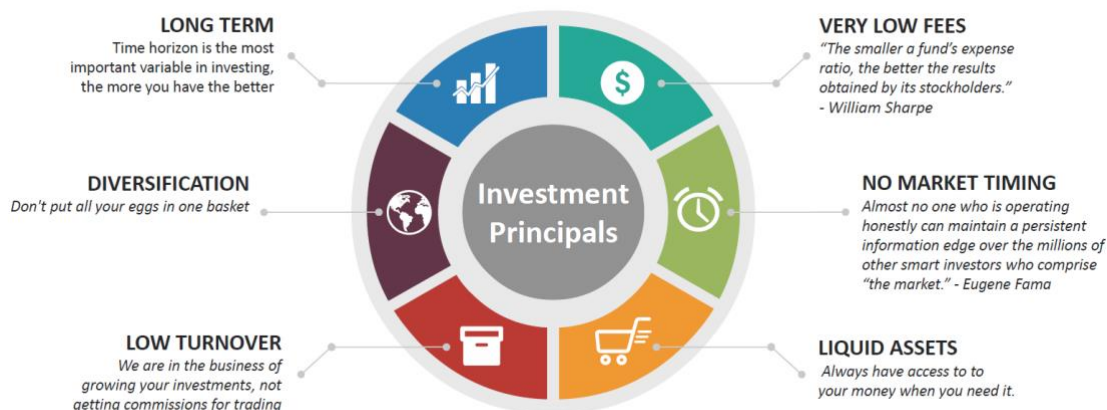 LONG TERM
Time horizon is the most
important variable in investing,
the more you have the better
VERY LOW FEES
“The smaller a fund’s expense
ratio, the better the results
obtained by its stockholders.”
- William Sharpe
DIVERSIFICATION
Don't put all your eggs in one basket
Investment
Principals
NO MARKET TIMING
Almost no one who is operating
honestly can maintain a persistent
information edge over the millions of
other smart investors who comprise
“the market.” - Eugene Fama
LOW TURNOVER
We are in the business of
growing your investments, not
getting commissions for trading
LIQUID ASSETS
Always have access to to
your money when you need it.